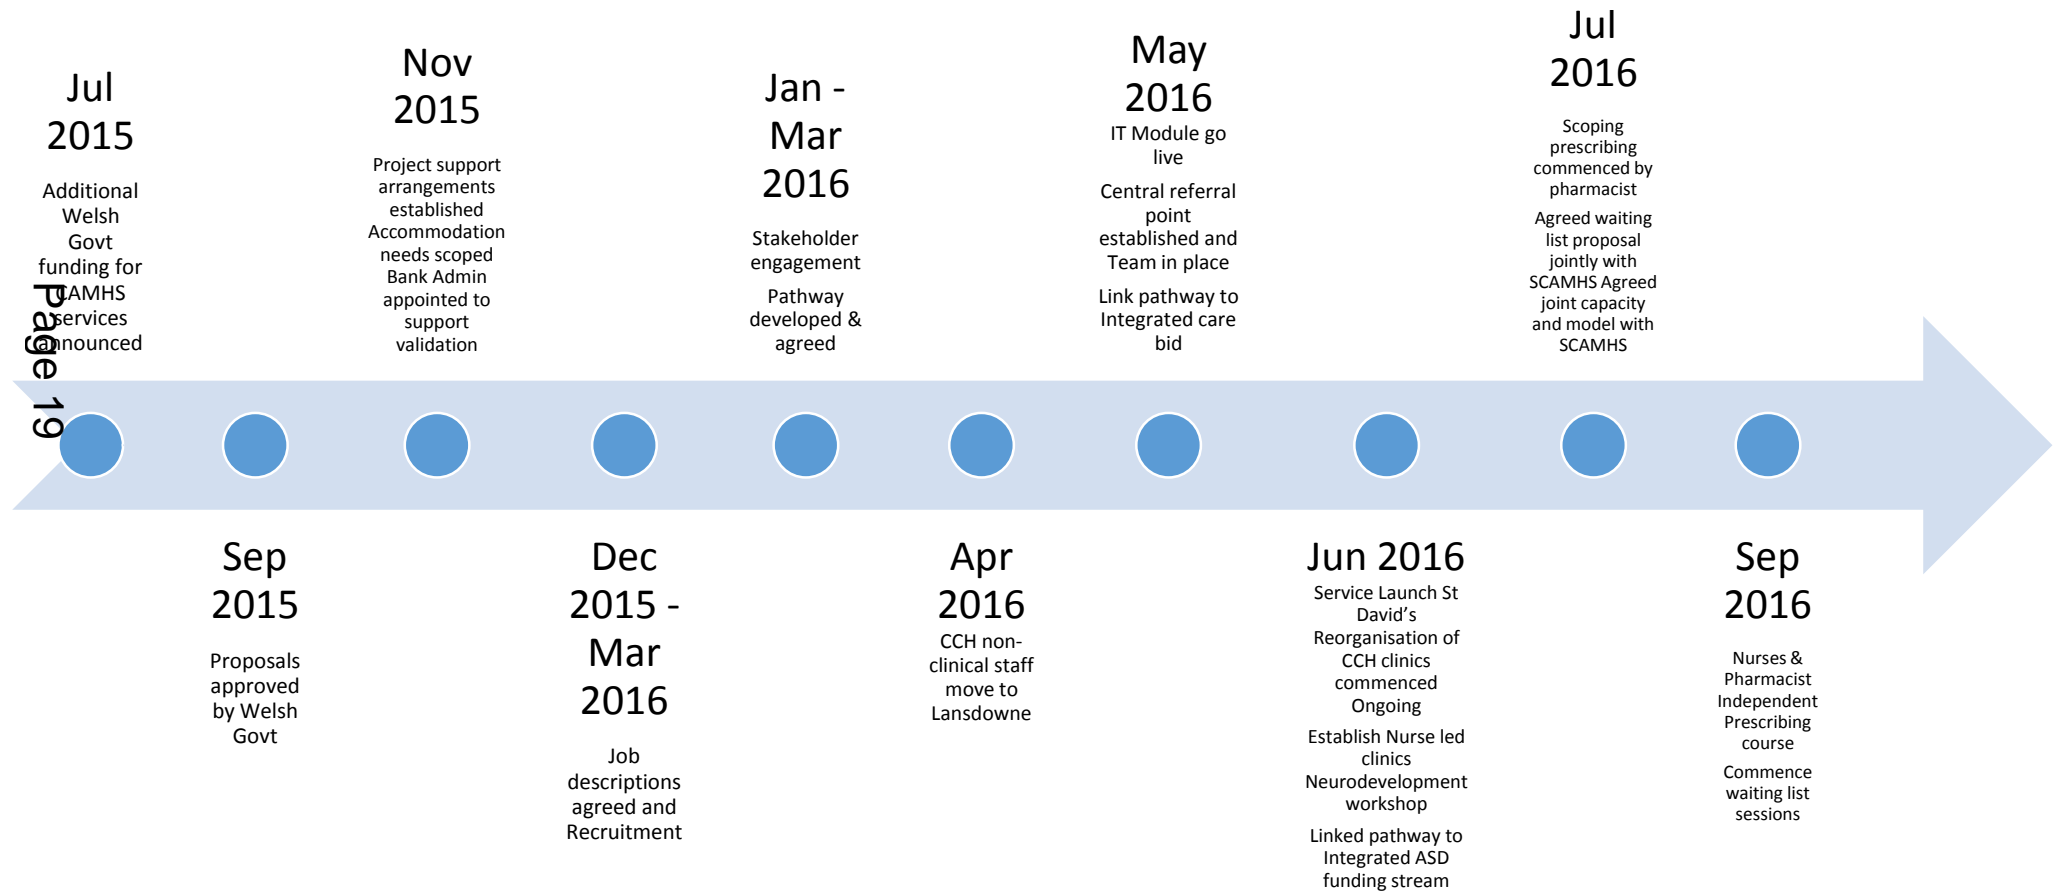 Jul
2015
Additional
Welsh
Govt
funding for
CAMHS
services
announced
Page 19
Sep
2015
Proposals
approved
by Welsh
Govt
Nov
2015
Project support
arrangements
established
Accommodation
needs scoped
Bank Admin
appointed to
support
validation
Dec
2015 -
Mar
2016
Job
descriptions
agreed and
Recruitment
Jan -
Mar
2016
Stakeholder
engagement
Pathway
developed &
agreed
Apr
2016
CCH non-
clinical staff
move to
Lansdowne
May
2016
IT Module go
live
Central referral
point
established and
Team in place
Link pathway to
Integrated care
bid
Jun 2016
Service Launch St
David’s
Reorganisation of
CCH clinics
commenced
Ongoing
Establish Nurse led
clinics
Neurodevelopment
workshop
Linked pathway to
Integrated ASD
funding stream
Jul
2016
Scoping
prescribing
commenced by
pharmacist
Agreed waiting
list proposal
jointly with
SCAMHS Agreed
joint capacity
and model with
SCAMHS
Sep
2016
Nurses &
Pharmacist
Independent
Prescribing
course
Commence
waiting list
sessions